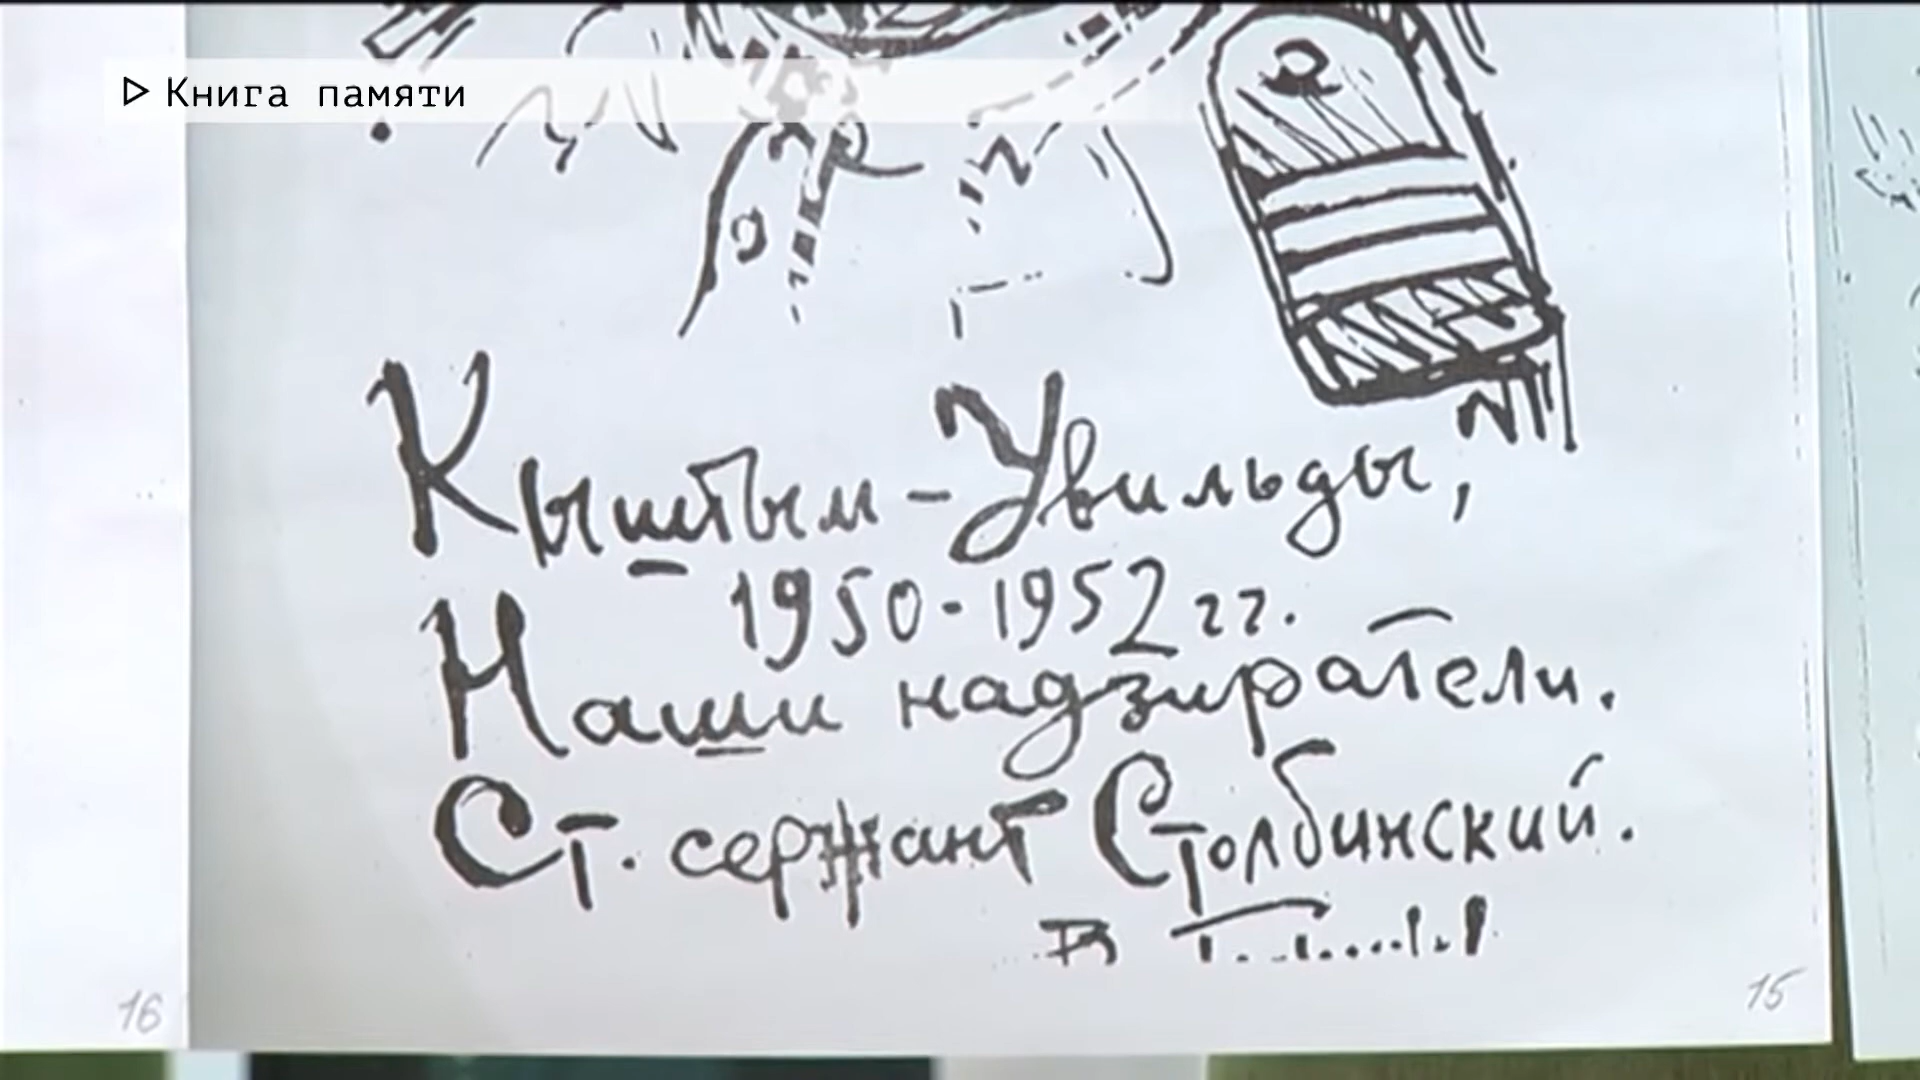 Книга памяти
Кыштым-Увильды,
1950-1952 гг.
Наши надзиратели.
Ст. сержант Столбинский.
16
15